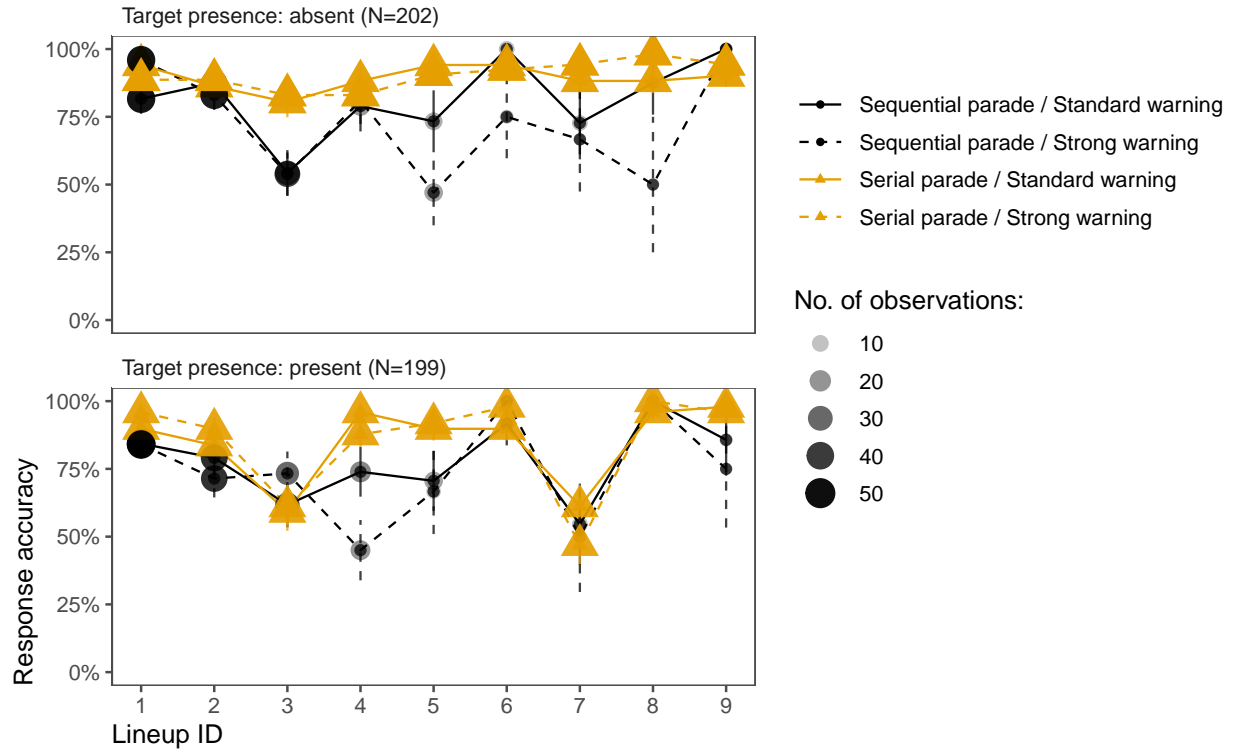 Target presence: absent (N=202)
100%
75%
50%
25%
0%
Target presence: present (N=199)
100%
75%
50%
25%
0%
1 2 3 4 5 6 7 8 9
Lineup ID
Response accuracy
Sequential parade / Standard warning
Sequential parade / Strong warning
Serial parade / Standard warning
Serial parade / Strong warning
No. of observations:
10
20
30
40
50